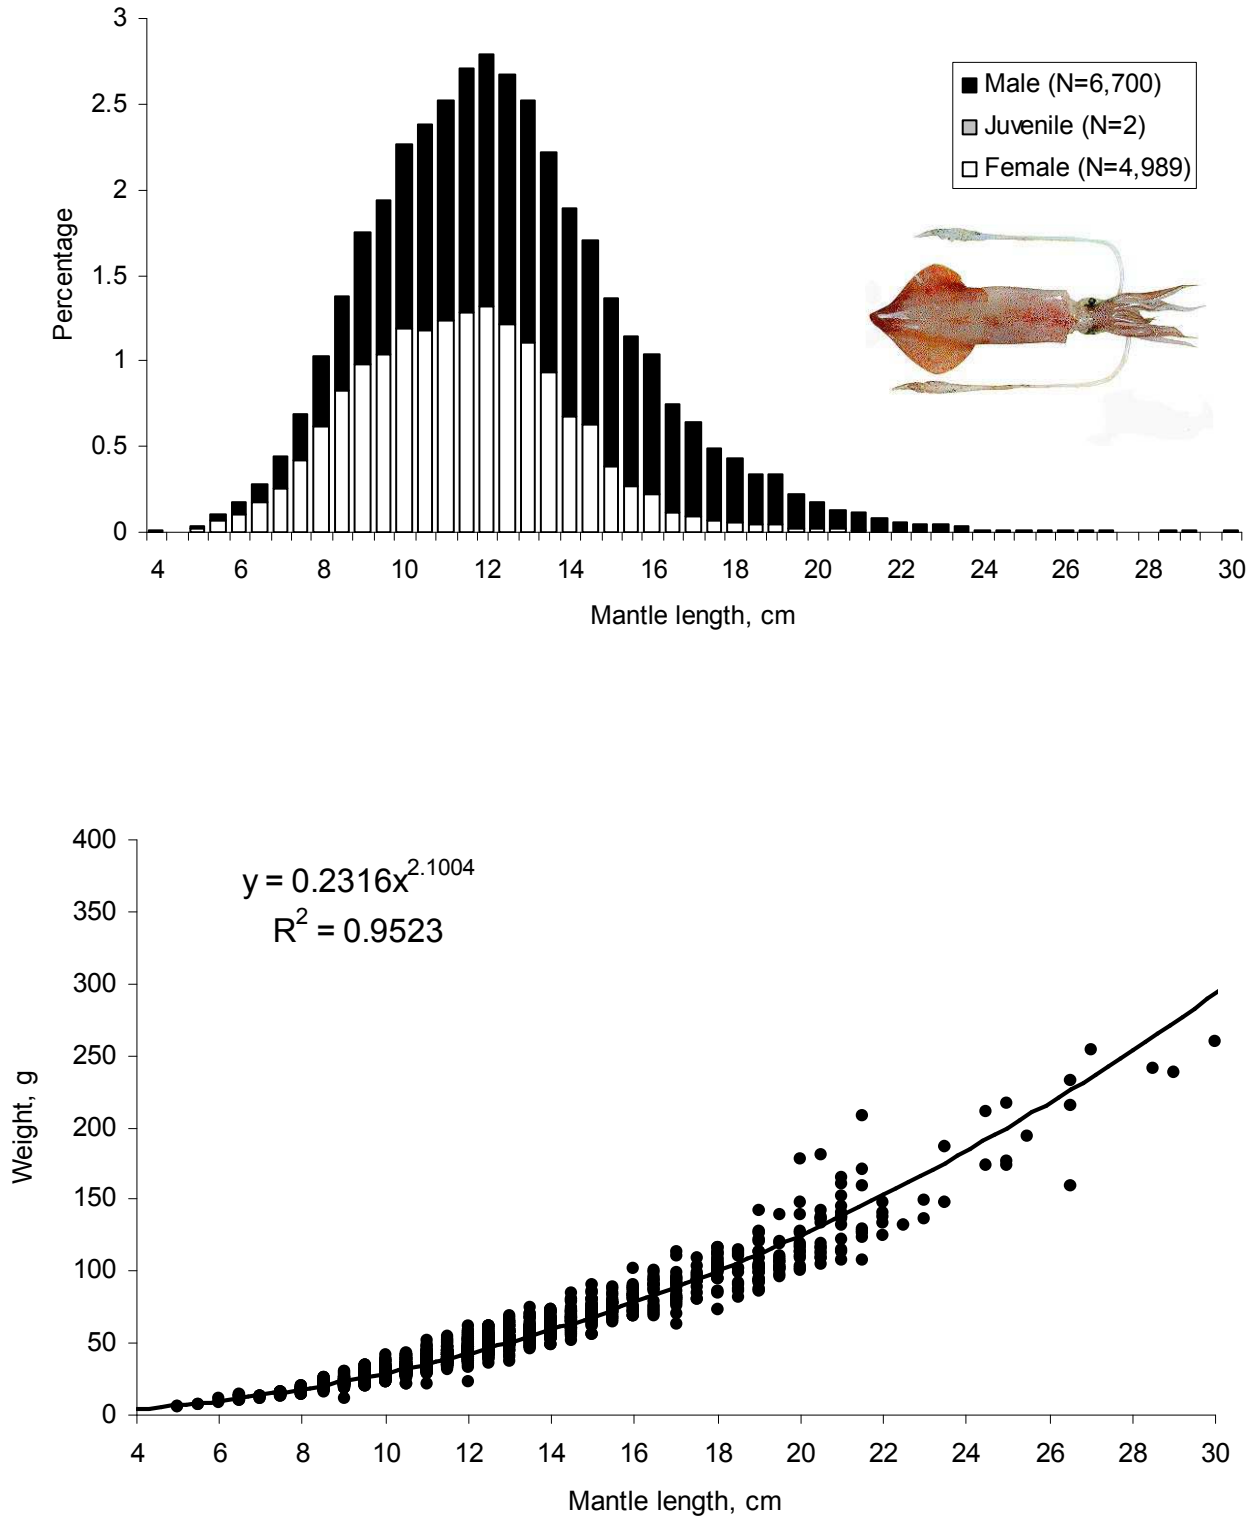 3
2.5
2
1.5
1
0.5
0
Percentage
Male (N=6,700)
Juvenile (N=2)
Female (N=4,989)
4 6 8 10 12 14 16 18 20 22 24 26 28 30
Mantle length, cm
400
350
300
250
200
150
100
50
0
Weight, g
y = 0.2316x^2.1004
R^2 = 0.9523
4 6 8 10 12 14 16 18 20 22 24 26 28 30
Mantle length, cm